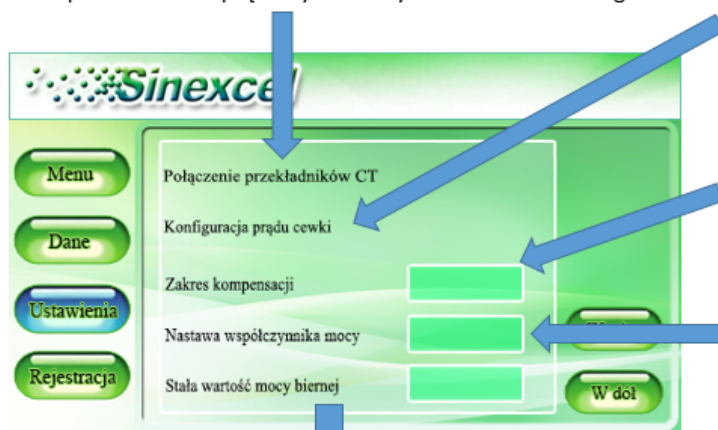 Sinexcel
Menu
Połączenie przekładników CT
Konfiguracja prądu cewki
Dane
Zakres kompensacji
Ustawienia
Nastawa współczynnika mocy
Rejestracja
Stała wartość mocy biernej
W dół